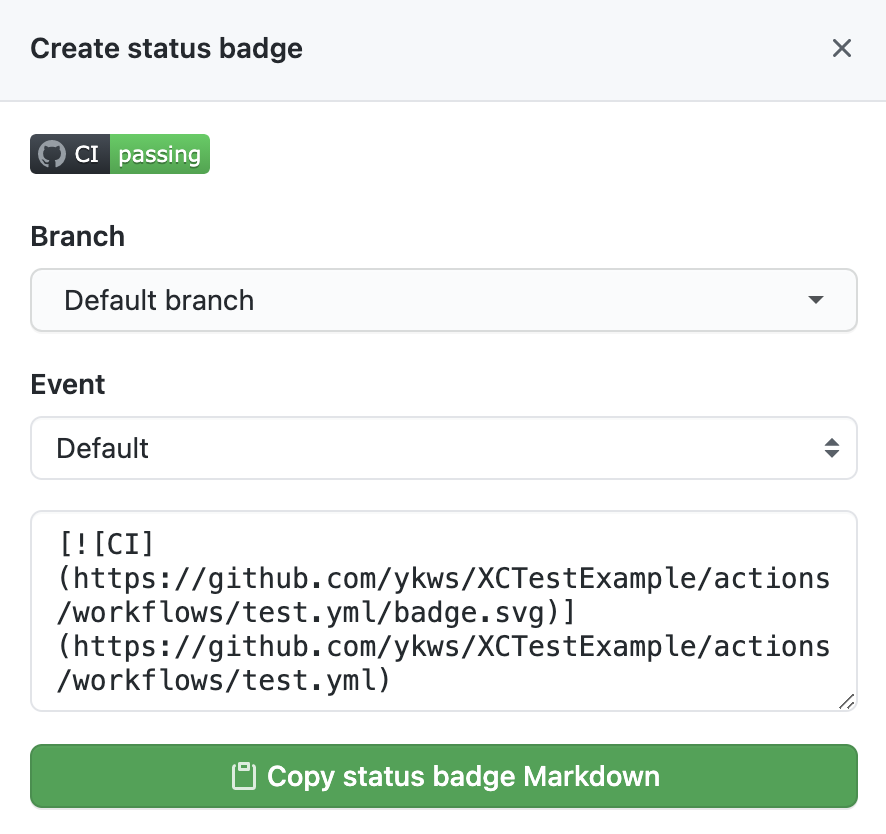 Create status badge
CI passing
Branch
Default branch
Event
Default
[![CI]
(https://github.com/ykws/XCTestExample/actions
/workflows/test.yml/badge.svg)]
(https://github.com/ykws/XCTestExample/actions
/workflows/test.yml)
Copy status badge Markdown